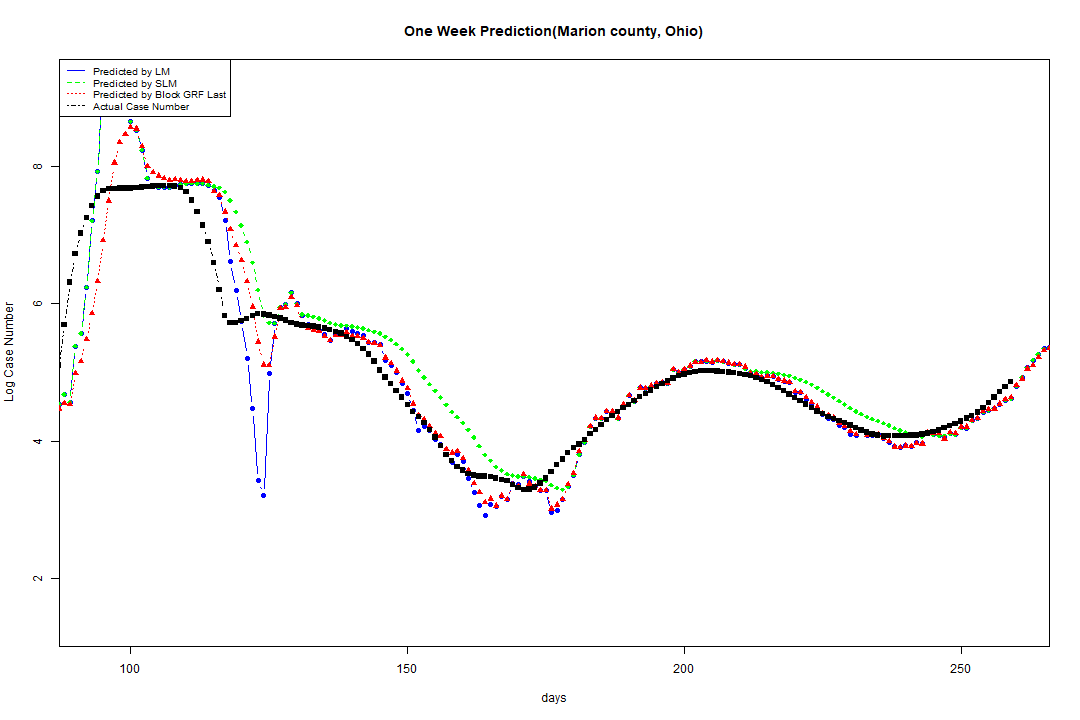 One Week Prediction(Marion county, Ohio)
Predicted by LM
Predicted by SLM
Predicted by Block GRF Last
Actual Case Number
Log Case Number
8
6
4
2
100 150 200 250
days